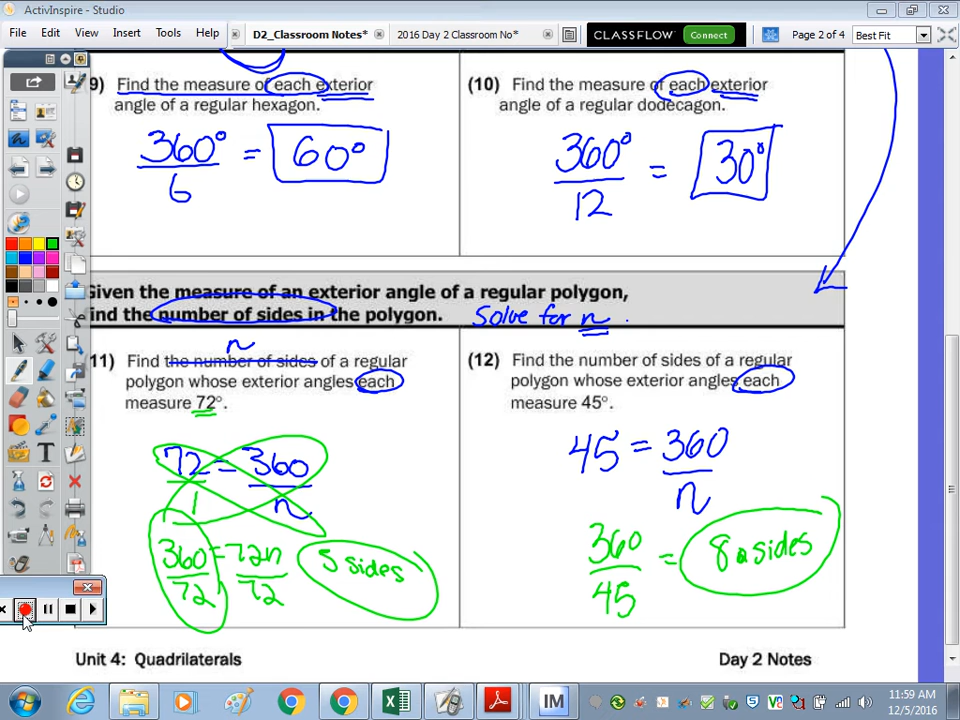 ActivInspire - Studio
File Edit View Insert Tools Help D2_Classroom Notes* 2016 Day 2 Classroom No* CLASSFLOW Connect Page 2 of 4 Best Fit
9) Find the measure of each exterior
angle of a regular hexagon.
360° / 6 = 60°
(10) Find the measure of each exterior
angle of a regular dodecagon.
360° / 12 = 30°
Given the measure of an exterior angle of a regular polygon,
ind the number of sides in the polygon. Solve for n.
n
11) Find the number of sides of a regular
polygon whose exterior angles each
measure 72°.
72 / 1 = 360 / n
360 / 72 = 72n / 72 5 sides
(12) Find the number of sides of a regular
polygon whose exterior angles each
measure 45°.
45 = 360 / n
360 / 45 = 8 sides
Unit 4: Quadrilaterals Day 2 Notes
IM
11:59 AM
12/5/2016